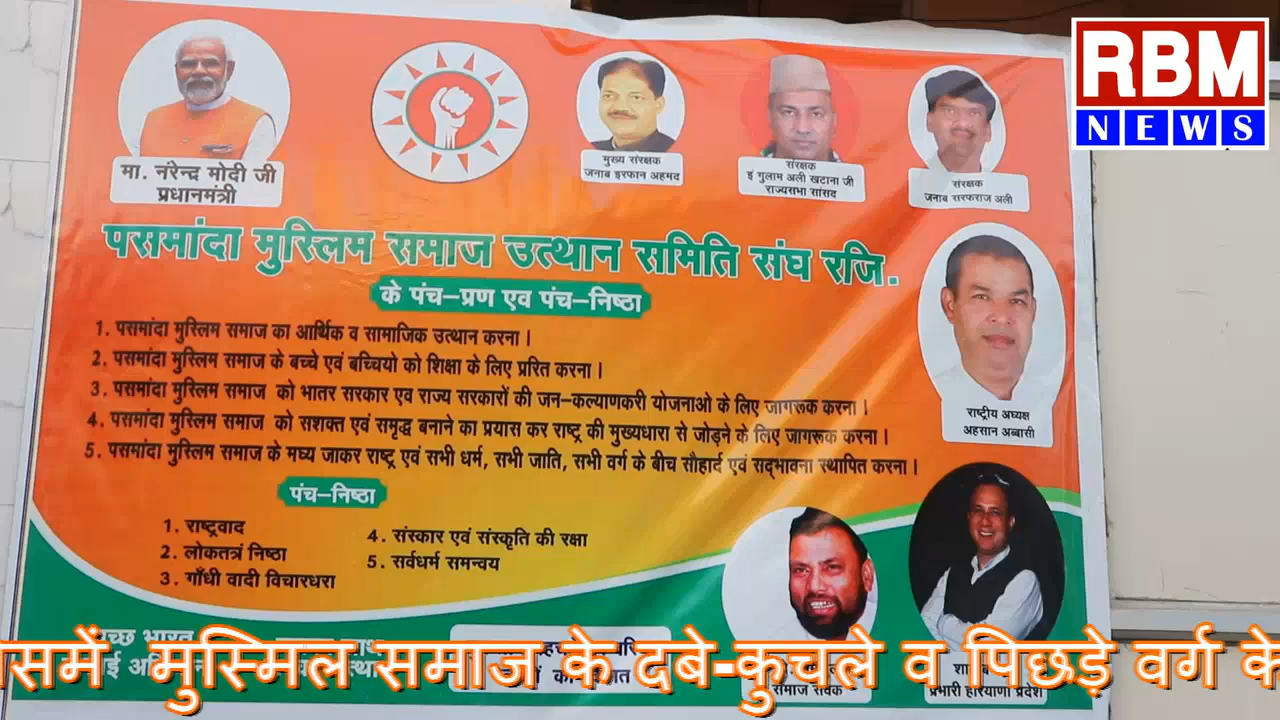 RBM
NEWS
मा. नंरेन्द्र मोदी जी
प्रधानमंत्री
मुख्य संरक्षक
जनाब इरफान अहमद
संरक्षक
इं गुलाम अली खटाना जी
राज्यसभा सांसद
संरक्षक
जनाब सरफराज अली
पसमांदा मुस्लिम समाज उत्थान समिति संघ रजि.
के पंच–प्रण एव पंच–निष्ठा
1. पसमांदा मुस्लिम समाज का आर्थिक व सामाजिक उत्थान करना।
2. पसमांदा मुस्लिम समाज के बच्चे एवं बच्चियो को शिक्षा के लिए प्ररित करना।
3. पसमांदा मुस्लिम समाज को भातर सरकार एव राज्य सरकारों की जन–कल्याणकरी योजनाओ के लिए जागरूक करना।
4. पसमांदा मुस्लिम समाज को सशक्त एवं समृद्ध बनाने का प्रयास कर राष्ट्र की मुख्यधारा से जोड़ने के लिए जागरूक करना।
5. पसमांदा मुस्लिम समाज के मघ्य जाकर राष्ट्र एवं सभी धर्म, सभी जाति, सभी वर्ग के बीच सौहार्द एवं सद्भावना स्थापित करना।
राष्ट्रीय अध्यक्ष
अहसान अब्बासी
पंच–निष्ठा
1. राष्ट्रवाद
2. लोकतत्रं निष्ठा
3. गाँधी वादी विचारधरा
4. संस्कार एवं संस्कृति की रक्षा
5. सर्वधर्म समन्वय
भारत
समाज सेवक
प्रभारी हरियाणा प्रदेश
समें मुस्मिल समाज के दबे-कुचले व पिछड़े वर्ग के